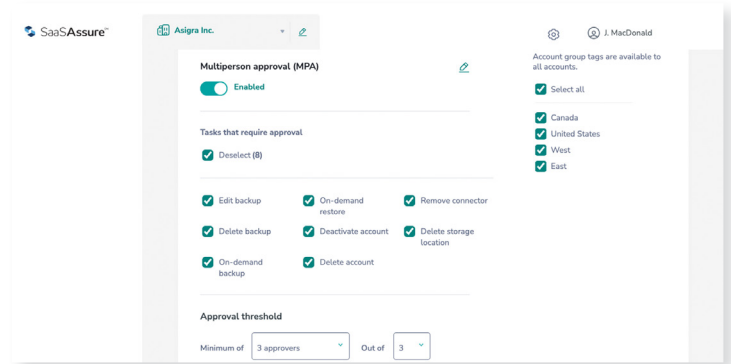 SaaSAssure™
Asigra Inc.
J. MacDonald
Multiperson approval (MPA)
Enabled
Tasks that require approval
Deselect (8)
Edit backup
On-demand
restore
Remove connector
Delete backup
Deactivate account
Delete storage
location
On-demand
backup
Delete account
Approval threshold
Minimum of
3 approvers
Out of
3
Account group tags are available to
all accounts.
Select all
Canada
United States
West
East